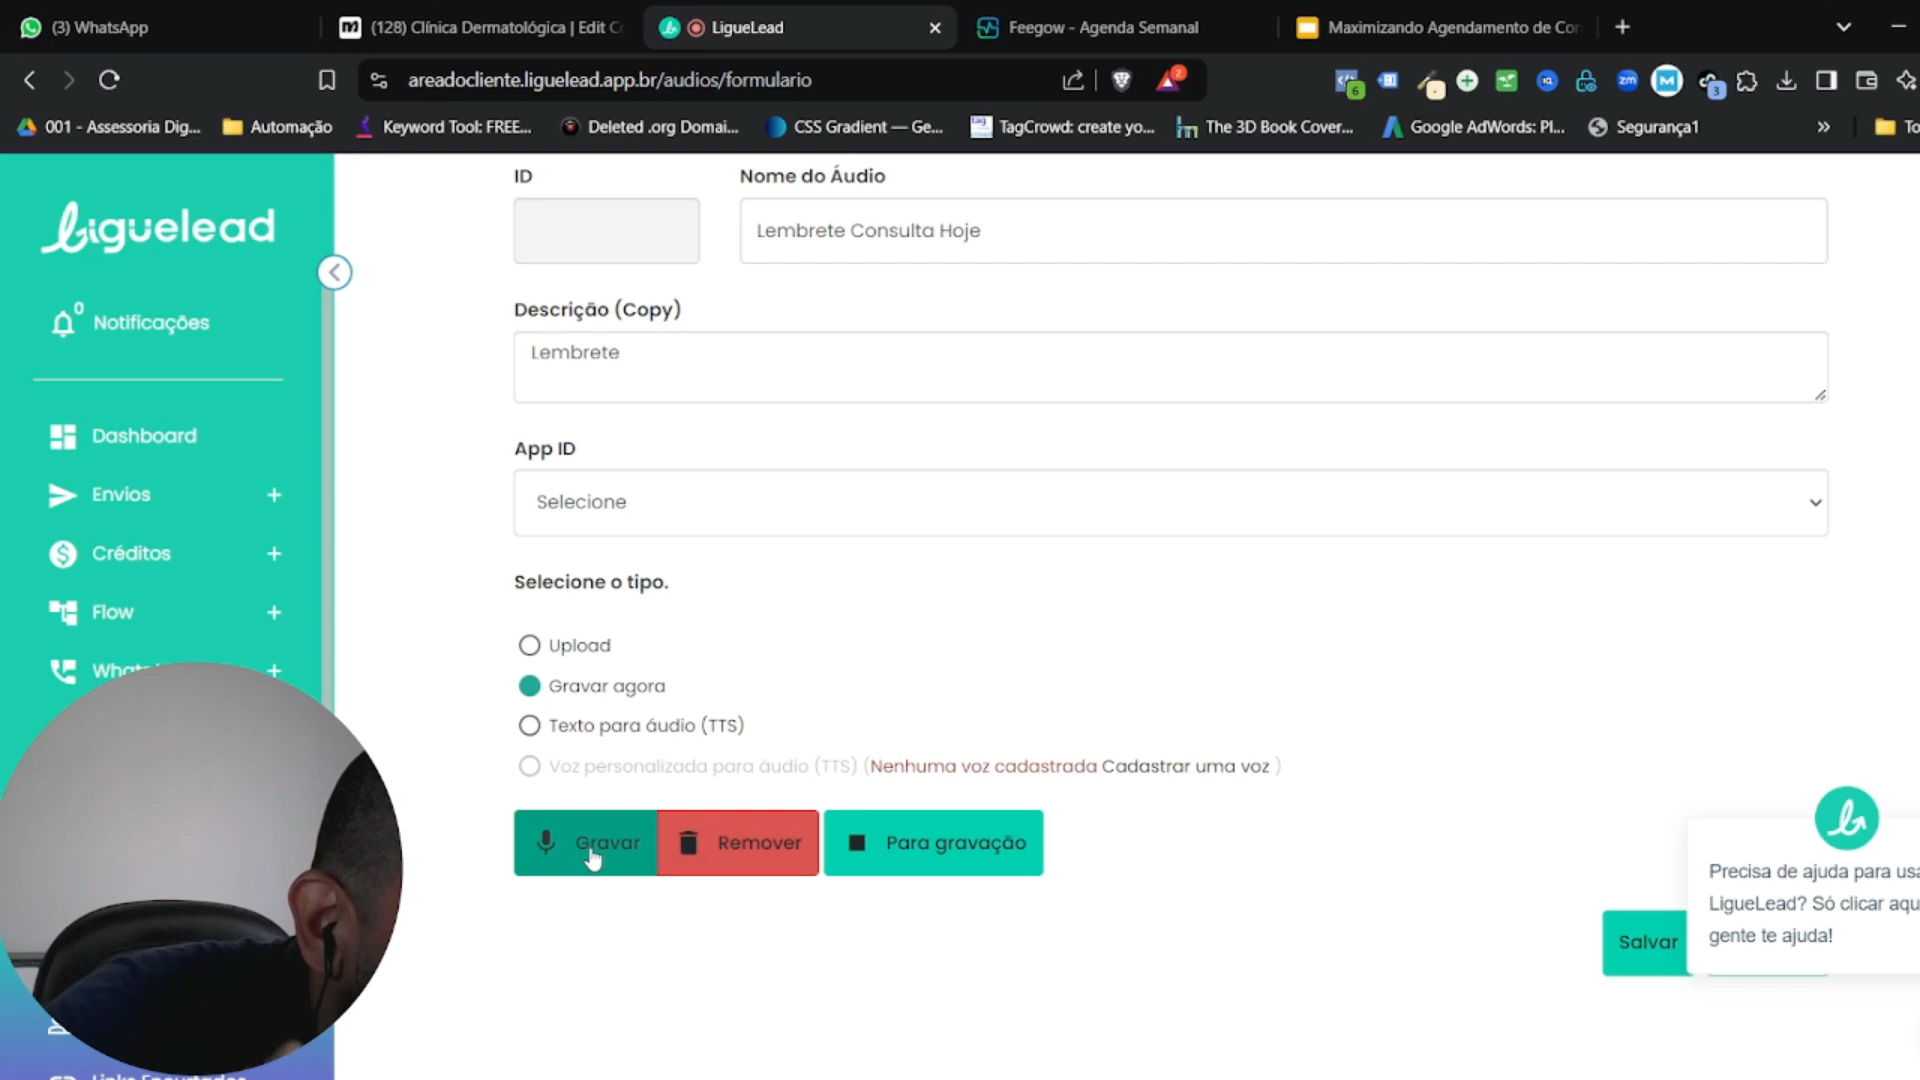 (3) WhatsApp
(128) Clínica Dermatológica | Edit C
LigueLead
Feegow - Agenda Semanal
Maximizando Agendamento de Con
areadocliente.liguelead.app.br/audios/formulario
2
6
3
001 - Assessoria Dig...
Automação
Keyword Tool: FREE...
Deleted .org Domai...
CSS Gradient — Ge...
TagCrowd: create yo...
The 3D Book Cover...
Google AdWords: Pl...
Segurança1
»
To
liguelead
0
Notificações
Dashboard
Envios
Créditos
Flow
ID
Nome do Áudio
Lembrete Consulta Hoje
Descrição (Copy)
Lembrete
App ID
Selecione
Selecione o tipo.
Upload
Gravar agora
Texto para áudio (TTS)
Voz personalizada para áudio (TTS) (Nenhuma voz cadastrada Cadastrar uma voz )
Gravar
Remover
Para gravação
Salvar
Precisa de ajuda para usa
LigueLead? Só clicar aqu
gente te ajuda!